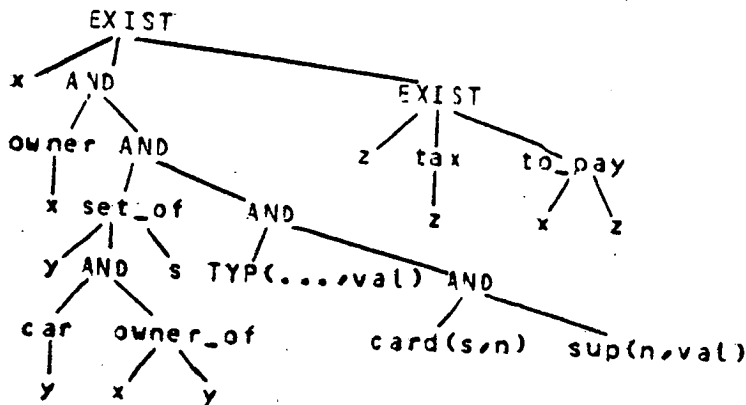 EXIST
x AND EXIST
owner AND z tax to_pay
x set_of AND z x z
y AND s TYP(...,val) AND
car owner_of card(s,n) sup(n,val)
y x y